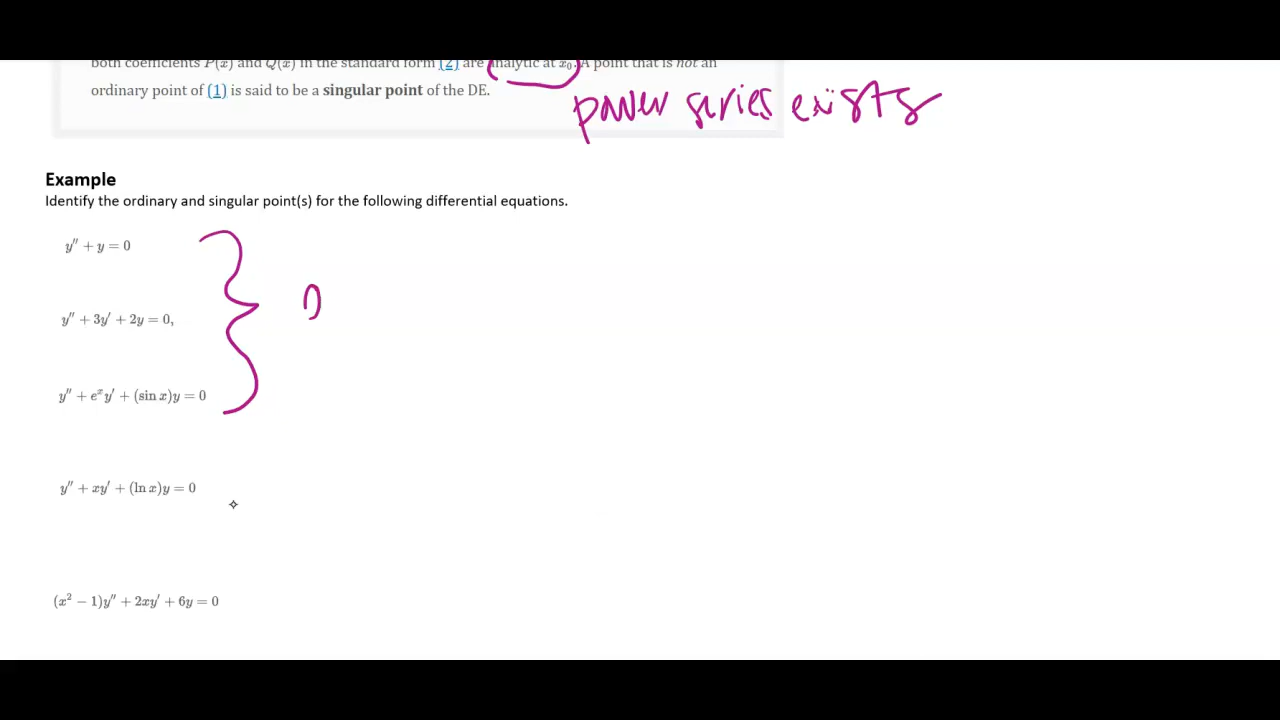 both coefficients P(x) and Q(x) in the standard form (2) are analytic at x₀. A point that is not an
ordinary point of (1) is said to be a singular point of the DE.
power series exists
Example
Identify the ordinary and singular point(s) for the following differential equations.
y″ + y = 0
0
y″ + 3y′ + 2y = 0,
y″ + eˣy′ + (sin x)y = 0
y″ + xy′ + (ln x)y = 0
(x² − 1)y″ + 2xy′ + 6y = 0